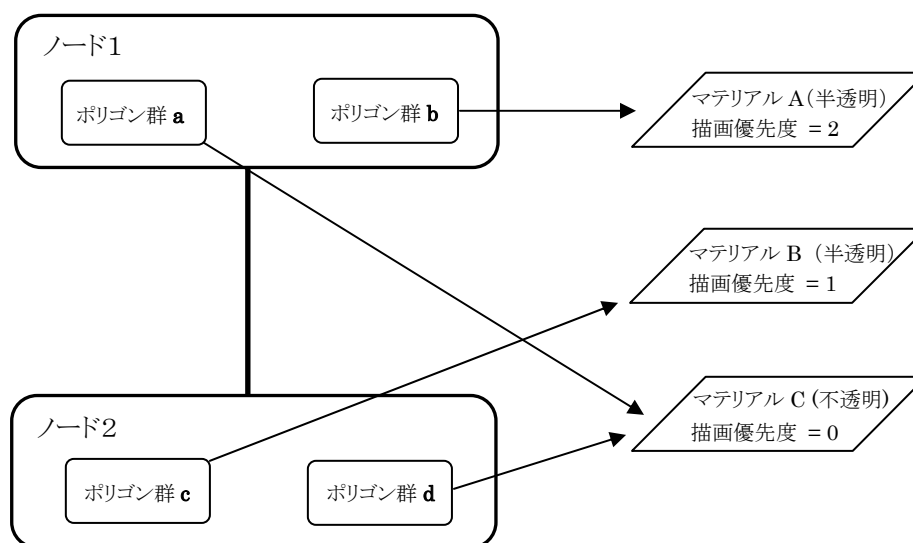 ノード1
ポリゴン群 a
ポリゴン群 b
マテリアル A(半透明)
描画優先度 = 2
マテリアル B (半透明)
描画優先度 = 1
マテリアル C (不透明)
描画優先度 = 0
ノード2
ポリゴン群 c
ポリゴン群 d